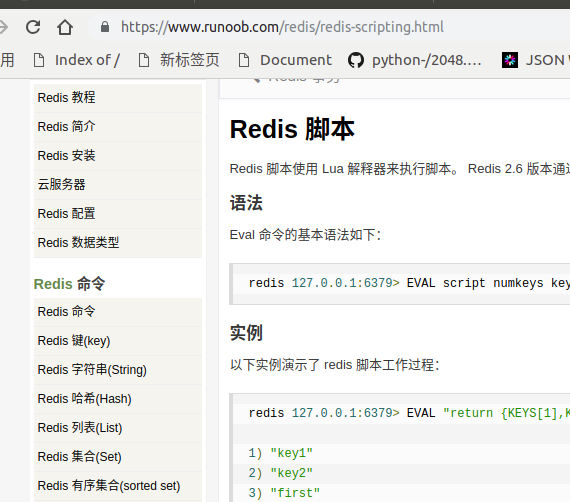 https://www.runoob.com/redis/redis-scripting.html
用 Index of / 新标签页 Document python-/2048.… JSON
Redis 教程
Redis 简介
Redis 安装
云服务器
Redis 配置
Redis 数据类型
Redis 命令
Redis 命令
Redis 键(key)
Redis 字符串(String)
Redis 哈希(Hash)
Redis 列表(List)
Redis 集合(Set)
Redis 有序集合(sorted set)
Redis 脚本
Redis 脚本使用 Lua 解释器来执行脚本。 Redis 2.6 版本通过
语法
Eval 命令的基本语法如下：
redis 127.0.0.1:6379> EVAL script numkeys key
实例
以下实例演示了 redis 脚本工作过程：
redis 127.0.0.1:6379> EVAL "return {KEYS[1],K
1) "key1"
2) "key2"
3) "first"